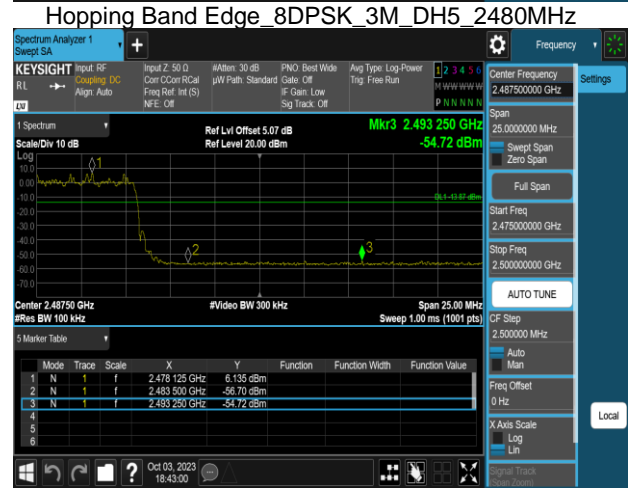 Hopping Band Edge_8DPSK_3M_DH5_2480MHz
Spectrum Analyzer 1
Swept SA
Frequency
KEYSIGHT
RL
LXI
Input: RF
Coupling: DC
Align: Auto
Input Z: 50 Ω
Corr CCorr RCal
Freq Ref: Int (S)
NFE: Off
#Atten: 30 dB
µW Path: Standard
PNO: Best Wide
Gate: Off
IF Gain: Low
Sig Track: Off
Avg Type: Log-Power
Trig: Free Run
1 2 3 4 5 6
M W W W W W
P N N N N N
1 Spectrum
Scale/Div 10 dB
Ref Lvl Offset 5.07 dB
Ref Level 20.00 dBm
Mkr3 2.493 250 GHz
-54.72 dBm
Log
10.0
0.00
-10.0
-20.0
-30.0
-40.0
-50.0
-60.0
-70.0
1
2
3
DL1 -13.87 dBm
Center 2.48750 GHz
#Res BW 100 kHz
#Video BW 300 kHz
Span 25.00 MHz
Sweep 1.00 ms (1001 pts)
5 Marker Table
Mode Trace Scale X Y Function Function Width Function Value
1 N 1 f 2.478 125 GHz 6.135 dBm
2 N 1 f 2.483 500 GHz -56.70 dBm
3 N 1 f 2.493 250 GHz -54.72 dBm
4
5
6
Oct 03, 2023
18:43:00
?
Center Frequency
2.487500000 GHz
Span
25.0000000 MHz
Swept Span
Zero Span
Full Span
Start Freq
2.475000000 GHz
Stop Freq
2.500000000 GHz
AUTO TUNE
CF Step
2.500000 MHz
Auto
Man
Freq Offset
0 Hz
X Axis Scale
Log
Lin
Signal Track
(Span Zoom)
Settings
Local